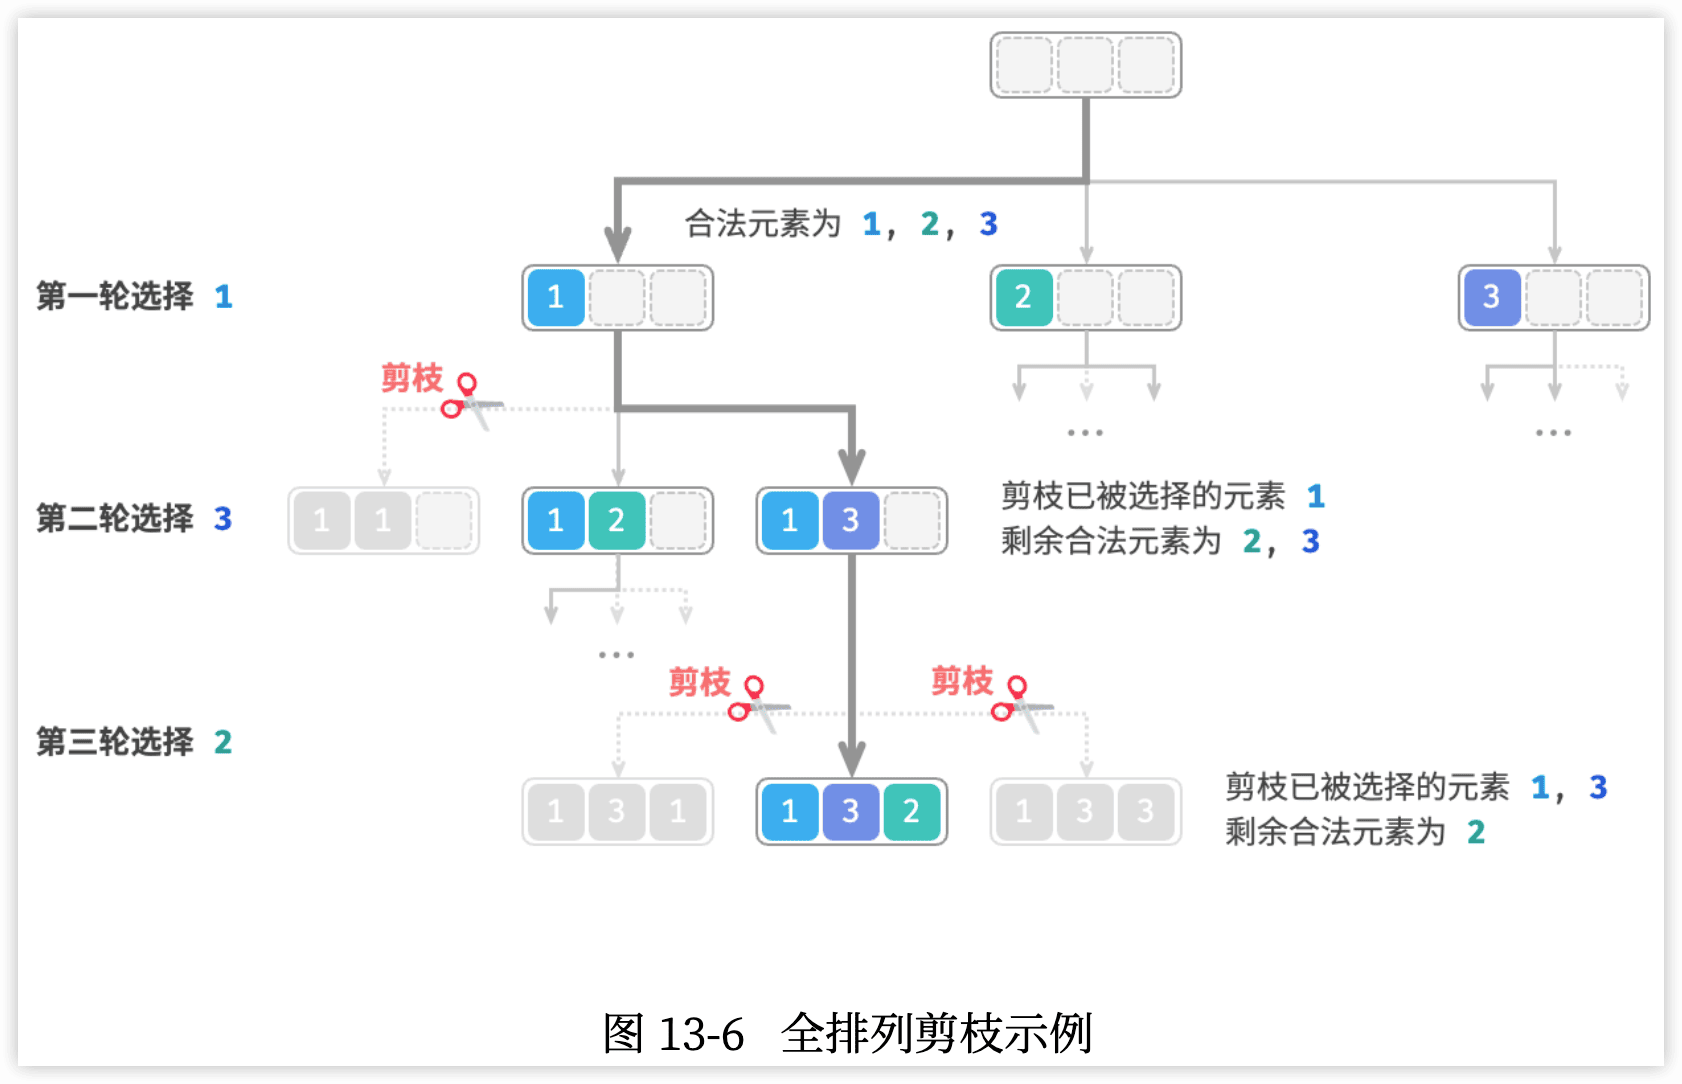 合法元素为 1, 2, 3
第一轮选择 1
1
2
3
剪枝
...
...
第二轮选择 3
1 1
1 2
1 3
剪枝已被选择的元素 1
剩余合法元素为 2, 3
...
剪枝
剪枝
第三轮选择 2
1 3 1
1 3 2
1 3 3
剪枝已被选择的元素 1, 3
剩余合法元素为 2
图 13-6 全排列剪枝示例